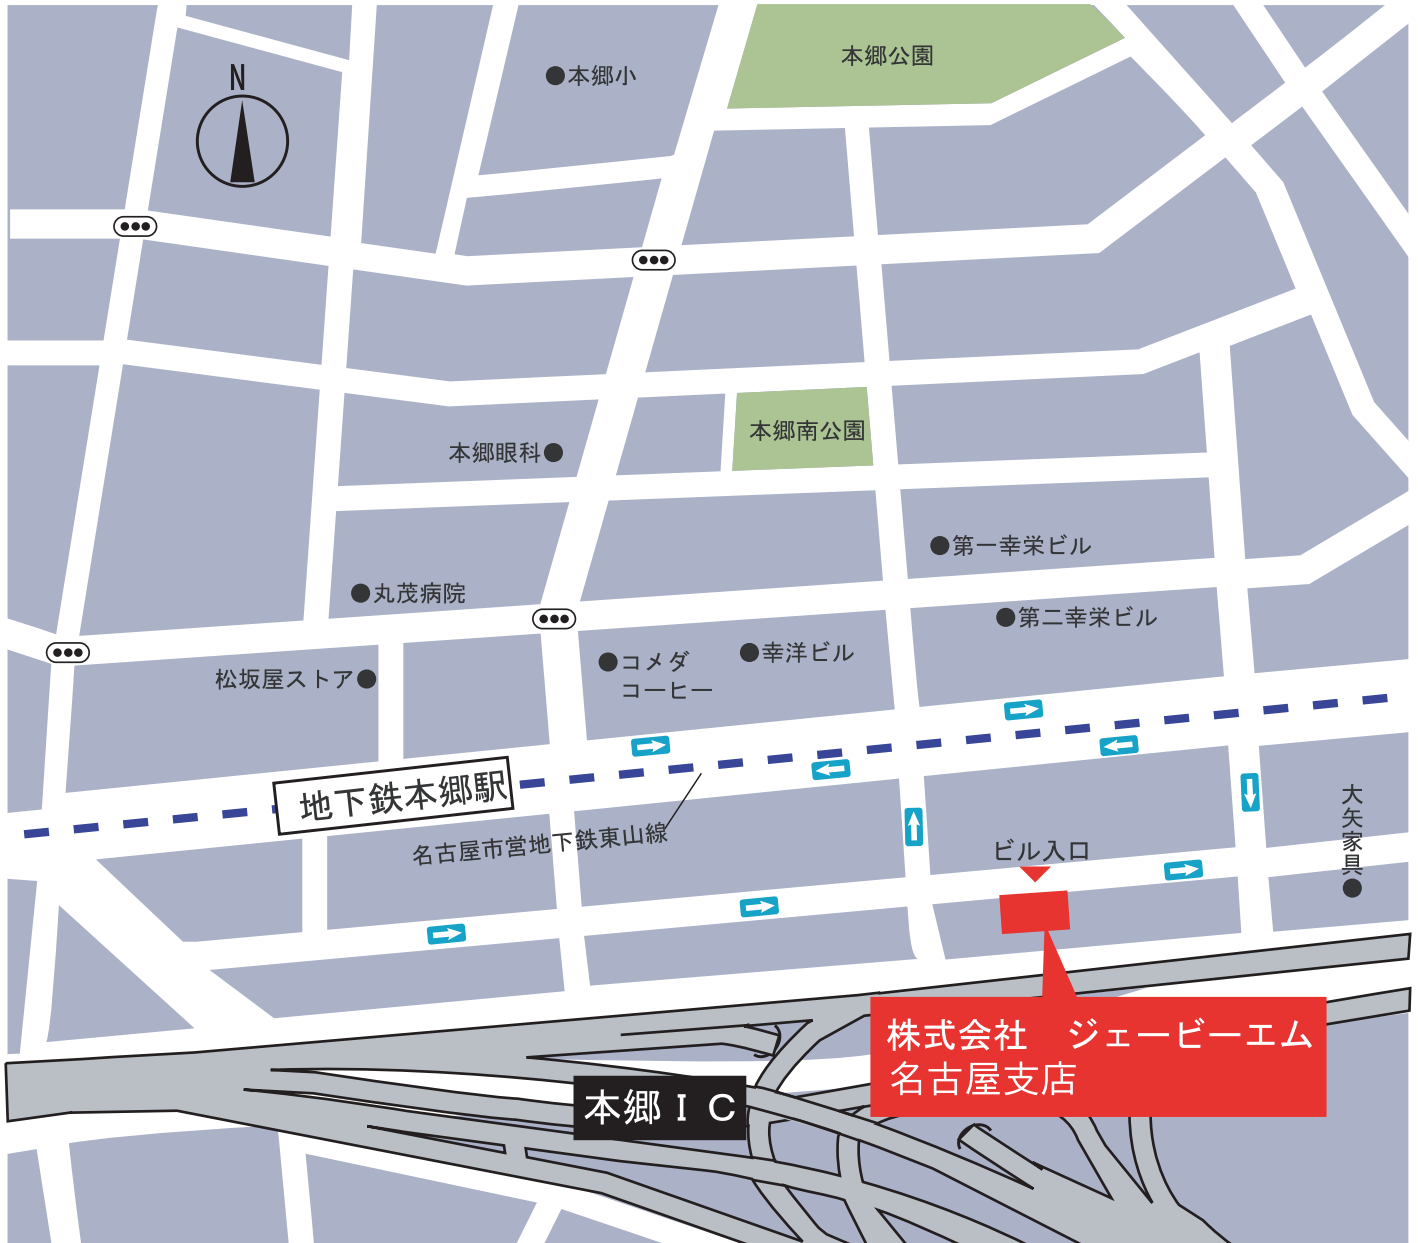 本郷公園
本郷小
N
本郷南公園
本郷眼科
第一幸栄ビル
丸茂病院
第二幸栄ビル
コメダ
コーヒー
幸洋ビル
松坂屋ストア
地下鉄本郷駅
名古屋市営地下鉄東山線
大矢家具
ビル入口
株式会社　ジェービーエム
名古屋支店
本郷ＩＣ